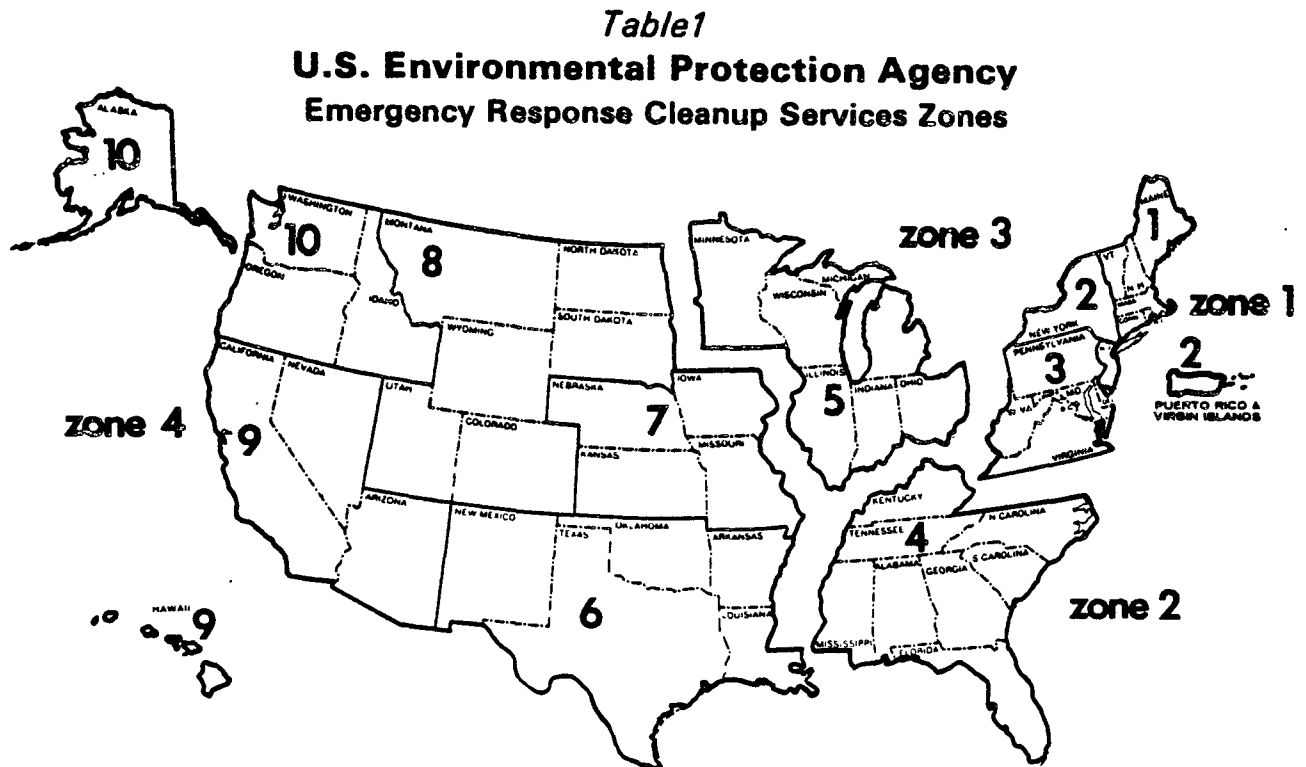 Table1
U.S. Environmental Protection Agency
Emergency Response Cleanup Services Zones
ALASKA
10
WASHINGTON
10
OREGON
IDAHO
MONTANA
8
NORTH DAKOTA
SOUTH DAKOTA
WYOMING
MINNESOTA
WISCONSIN
MICHIGAN
zone 3
MAINE
1
VT
N H
2
NEW YORK
zone 1
PENNSYLVANIA
3
2
PUERTO RICO &
VIRGIN ISLANDS
VIRGINIA
CALIFORNIA
NEVADA
UTAH
zone 4
9
COLORADO
NEBRASKA
7
KANSAS
IOWA
MISSOURI
ILLINOIS
5
INDIANA
OHIO
ARIZONA
NEW MEXICO
TEXAS
OKLAHOMA
ARKANSAS
LOUISIANA
6
KENTUCKY
TENNESSEE
4
N CAROLINA
S CAROLINA
ALABAMA
GEORGIA
MISSISSIPPI
FLORIDA
zone 2
HAWAII
9